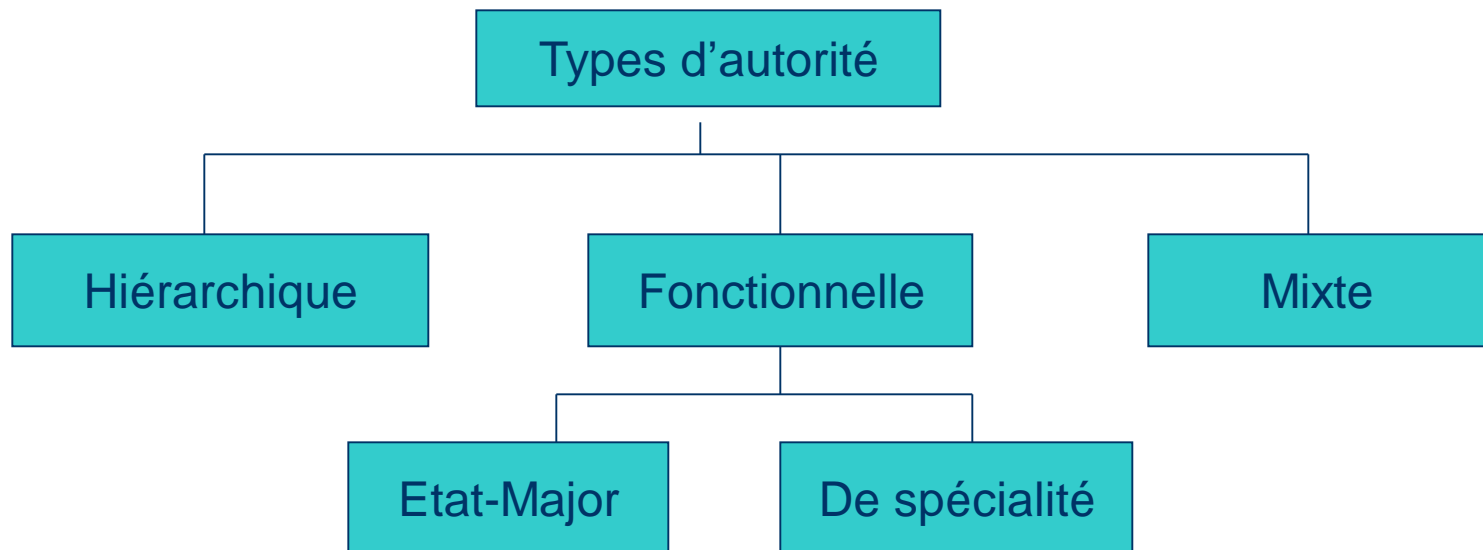 Types d’autorité
Hiérarchique
Fonctionnelle
Mixte
Etat-Major
De spécialité